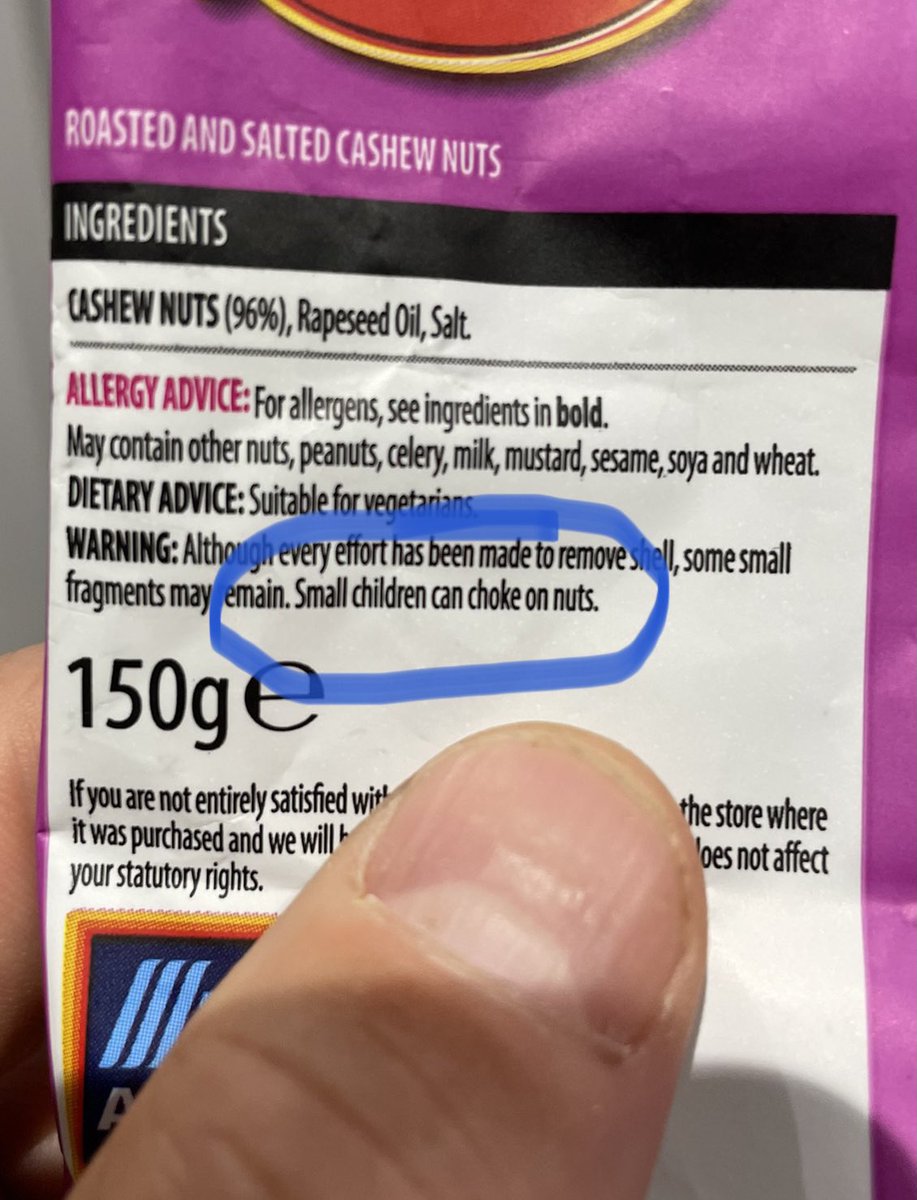 ROASTED AND SALTED CASHEW NUTS
INGREDIENTS
CASHEW NUTS (96%), Rapeseed Oil, Salt.
ALLERGY ADVICE: For allergens, see ingredients in bold.
May contain other nuts, peanuts, celery, milk, mustard, sesame, soya and wheat.
DIETARY ADVICE: Suitable for vegetarians.
WARNING: Although every effort has been made to remove shell, some small
fragments may remain. Small children can choke on nuts.
150g e
If you are not entirely satisfied with the store where
it was purchased and we will does not affect
your statutory rights.